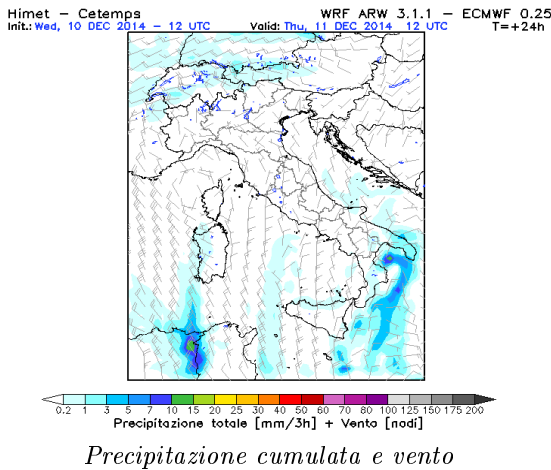 Himet – Cetemps WRF ARW 3.1.1 – ECMWF 0.25
Init.: Wed, 10 DEC 2014 – 12 UTC Valid: Thu, 11 DEC 2014 12 UTC T=+24h
0.2 1 3 5 7 10 15 20 25 30 40 50 60 70 80 100 125 150 175 200
Precipitazione totale [mm/3h] + Vento [nodi]
Precipitazione cumulata e vento